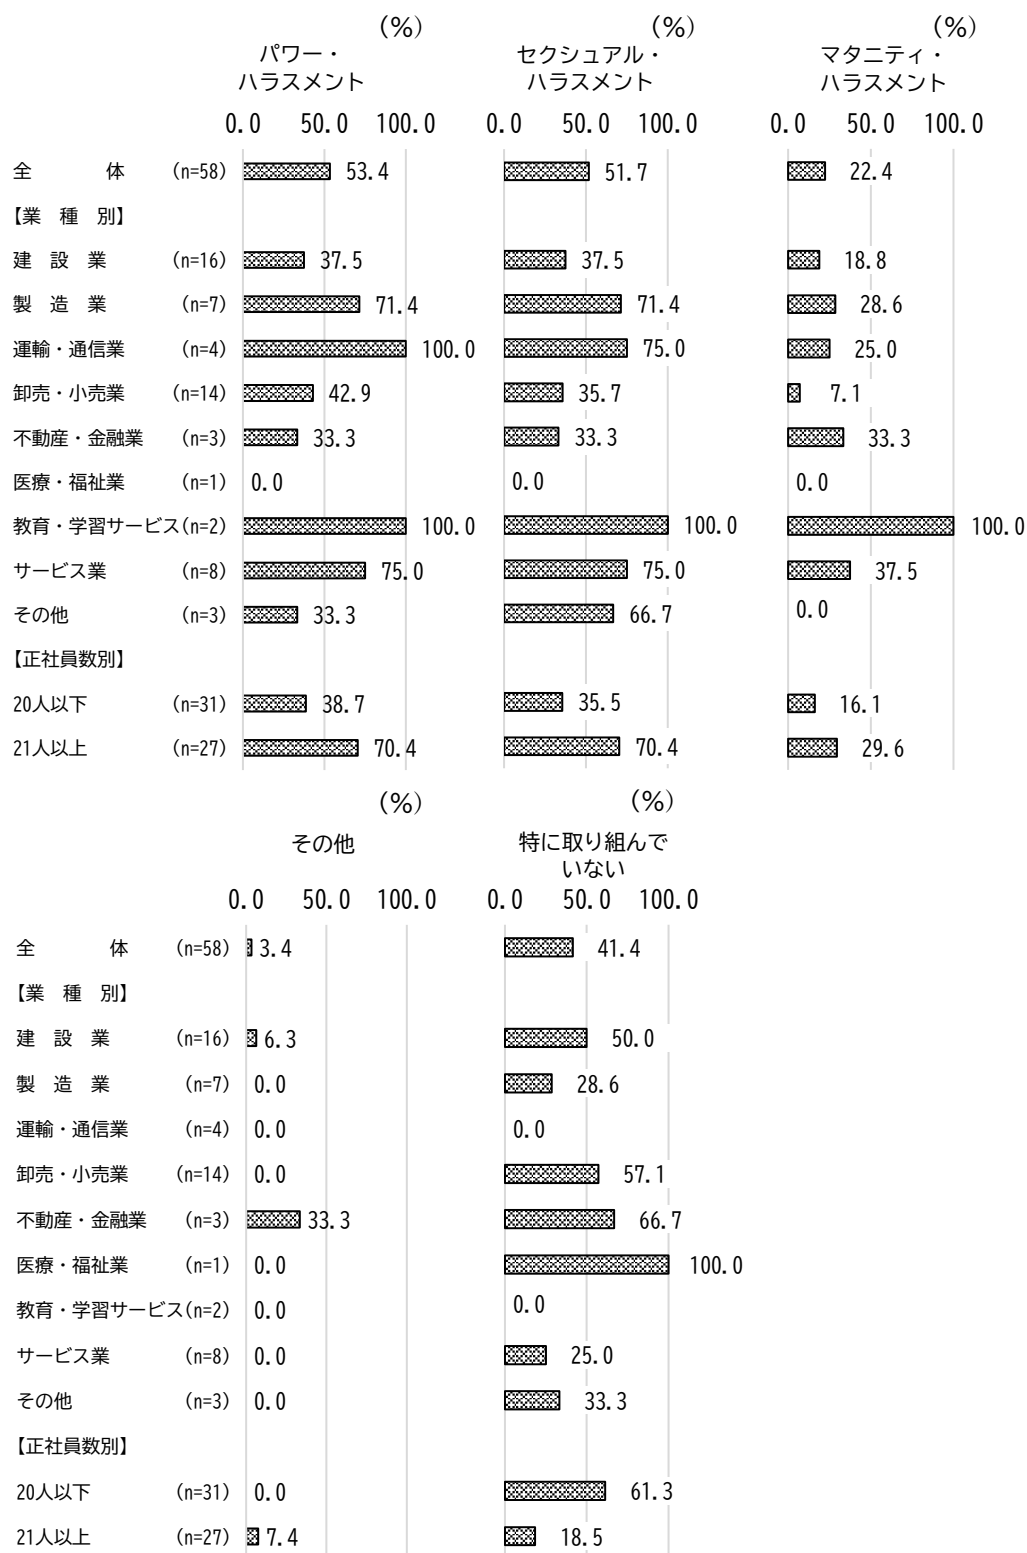 (%) (%) (%)
パワー・ セクシュアル・ マタニティ・
ハラスメント ハラスメント ハラスメント
0.0 50.0 100.0 0.0 50.0 100.0 0.0 50.0 100.0
全 体 (n=58) 53.4 51.7 22.4
【業 種 別】
建 設 業 (n=16) 37.5 37.5 18.8
製 造 業 (n=7) 71.4 71.4 28.6
運輸・通信業 (n=4) 100.0 75.0 25.0
卸売・小売業 (n=14) 42.9 35.7 7.1
不動産・金融業 (n=3) 33.3 33.3 33.3
医療・福祉業 (n=1) 0.0 0.0 0.0
教育・学習サービス(n=2) 100.0 100.0 100.0
サービス業 (n=8) 75.0 75.0 37.5
その他 (n=3) 33.3 66.7 0.0
【正社員数別】
20人以下 (n=31) 38.7 35.5 16.1
21人以上 (n=27) 70.4 70.4 29.6
(%) (%)
その他 特に取り組んで
いない
0.0 50.0 100.0 0.0 50.0 100.0
全 体 (n=58) 3.4 41.4
【業 種 別】
建 設 業 (n=16) 6.3 50.0
製 造 業 (n=7) 0.0 28.6
運輸・通信業 (n=4) 0.0 0.0
卸売・小売業 (n=14) 0.0 57.1
不動産・金融業 (n=3) 33.3 66.7
医療・福祉業 (n=1) 0.0 100.0
教育・学習サービス(n=2) 0.0 0.0
サービス業 (n=8) 0.0 25.0
その他 (n=3) 0.0 33.3
【正社員数別】
20人以下 (n=31) 0.0 61.3
21人以上 (n=27) 7.4 18.5